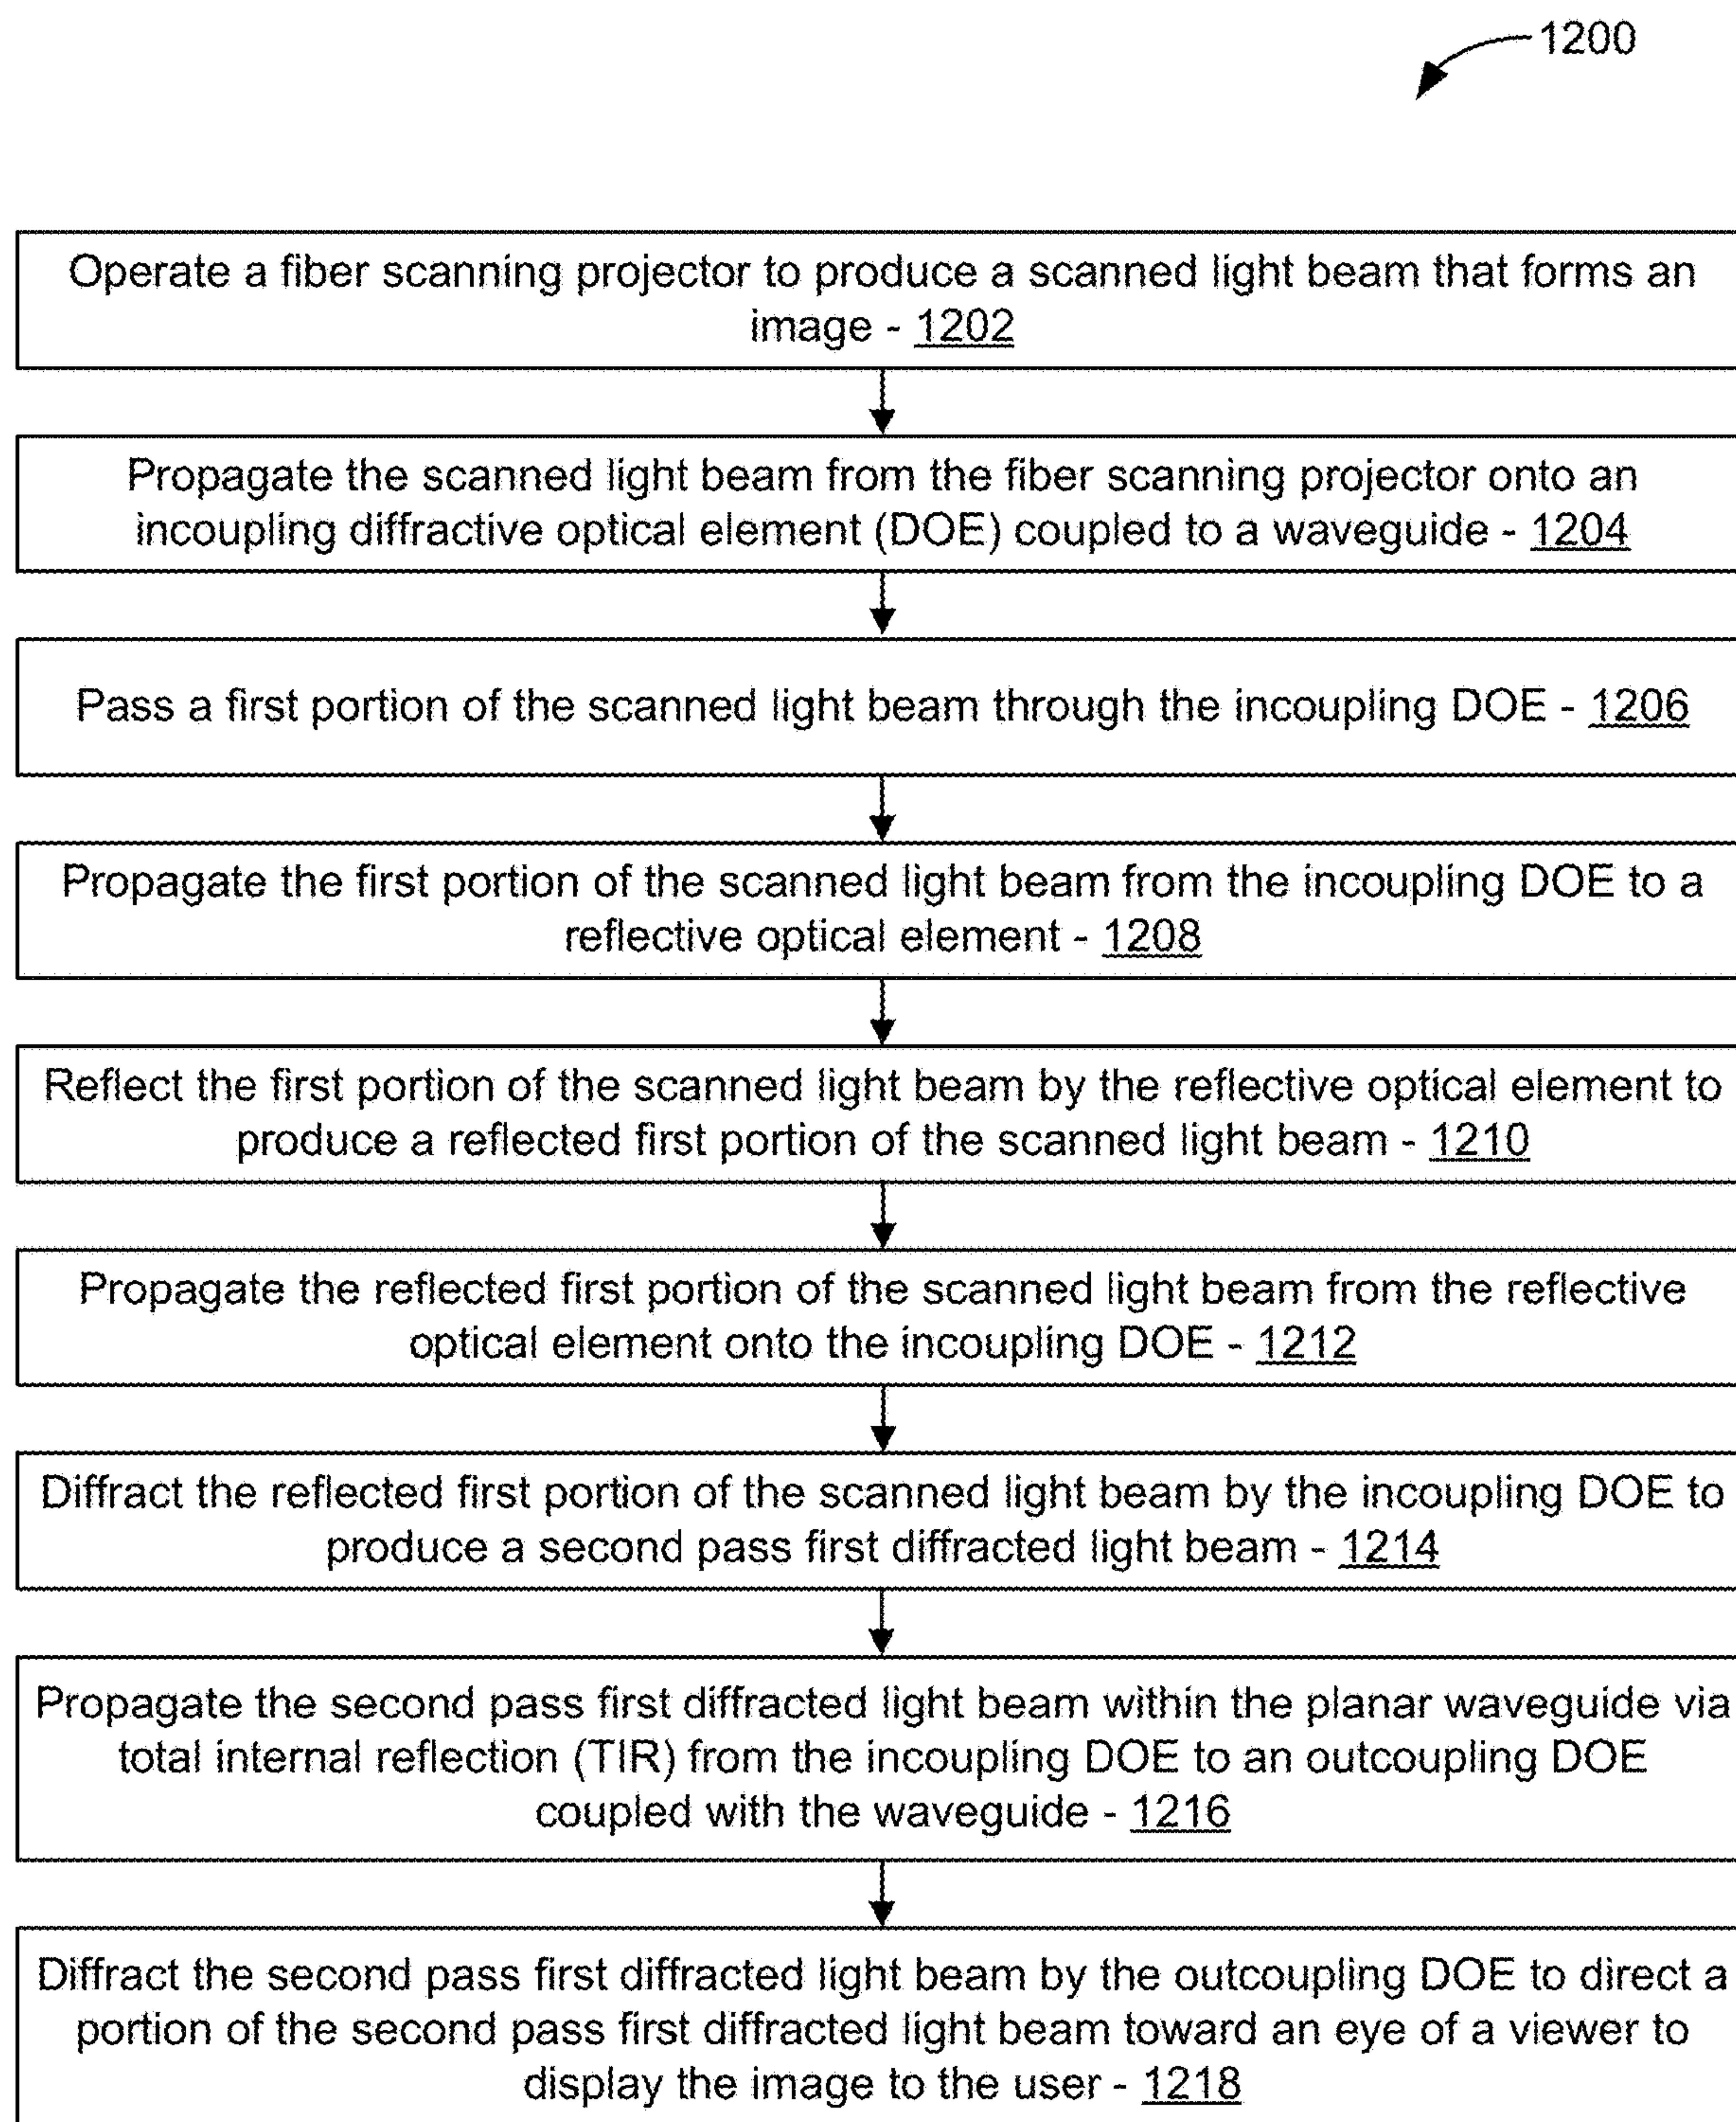 1200
Operate a fiber scanning projector to produce a scanned light beam that forms an
image - 1202
Propagate the scanned light beam from the fiber scanning projector onto an
incoupling diffractive optical element (DOE) coupled to a waveguide - 1204
Pass a first portion of the scanned light beam through the incoupling DOE - 1206
Propagate the first portion of the scanned light beam from the incoupling DOE to a
reflective optical element - 1208
Reflect the first portion of the scanned light beam by the reflective optical element to
produce a reflected first portion of the scanned light beam - 1210
Propagate the reflected first portion of the scanned light beam from the reflective
optical element onto the incoupling DOE - 1212
Diffract the reflected first portion of the scanned light beam by the incoupling DOE to
produce a second pass first diffracted light beam - 1214
Propagate the second pass first diffracted light beam within the planar waveguide via
total internal reflection (TIR) from the incoupling DOE to an outcoupling DOE
coupled with the waveguide - 1216
Diffract the second pass first diffracted light beam by the outcoupling DOE to direct a
portion of the second pass first diffracted light beam toward an eye of a viewer to
display the image to the user - 1218